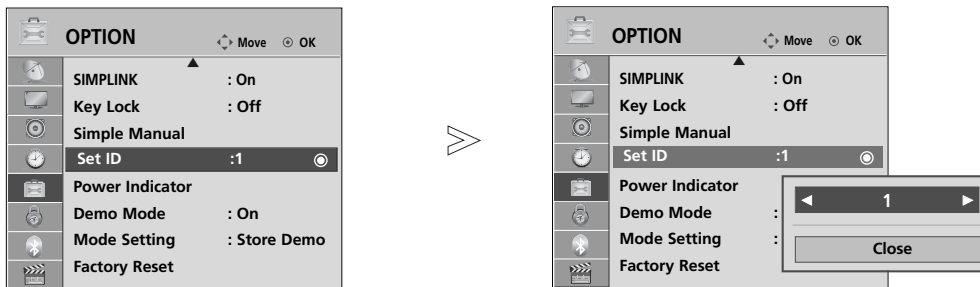 OPTION Move OK
SIMPLINK : On
Key Lock : Off
Simple Manual
Set ID :1
Power Indicator
Demo Mode : On
Mode Setting : Store Demo
Factory Reset
OPTION Move OK
SIMPLINK : On
Key Lock : Off
Simple Manual
Set ID :1
Power Indicator
Demo Mode :
Mode Setting :
Factory Reset
1
Close